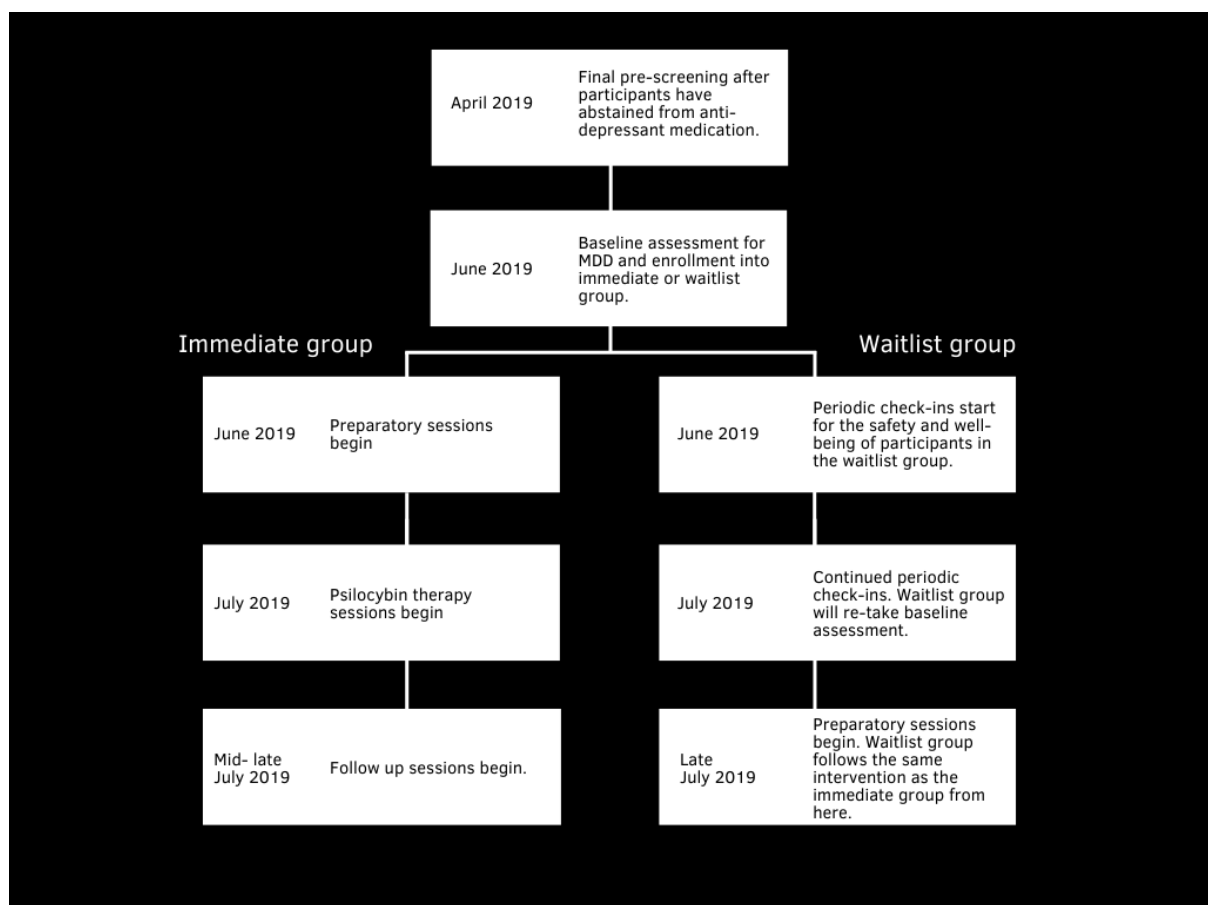 April 2019
Final pre-screening after
participants have
abstained from anti-
depressant medication.
June 2019
Baseline assessment for
MDD and enrollment into
immediate or waitlist
group.
Immediate group
Waitlist group
June 2019
Preparatory sessions
begin
June 2019
Periodic check-ins start
for the safety and well-
being of participants in
the waitlist group.
July 2019
Psilocybin therapy
sessions begin
July 2019
Continued periodic
check-ins. Waitlist group
will re-take baseline
assessment.
Mid- late
July 2019
Follow up sessions begin.
Late
July 2019
Preparatory sessions
begin. Waitlist group
follows the same
intervention as the
immediate group from
here.